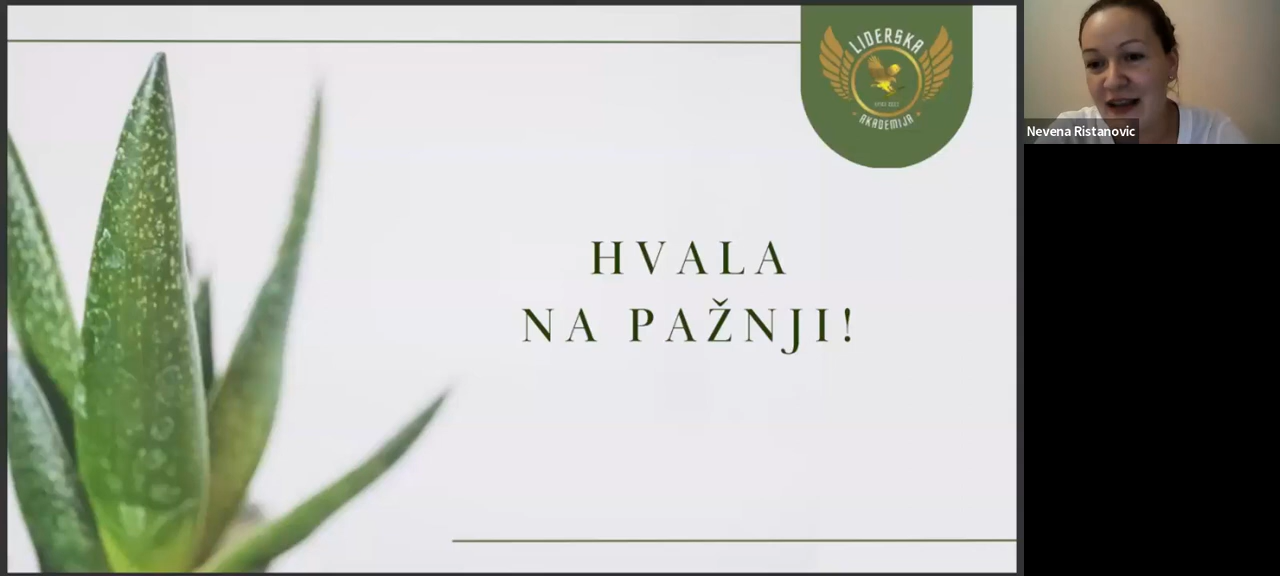 LIDERSKA
AKADEMIJA
HVALA
NA PAŽNJI!
Nevena Ristanovic